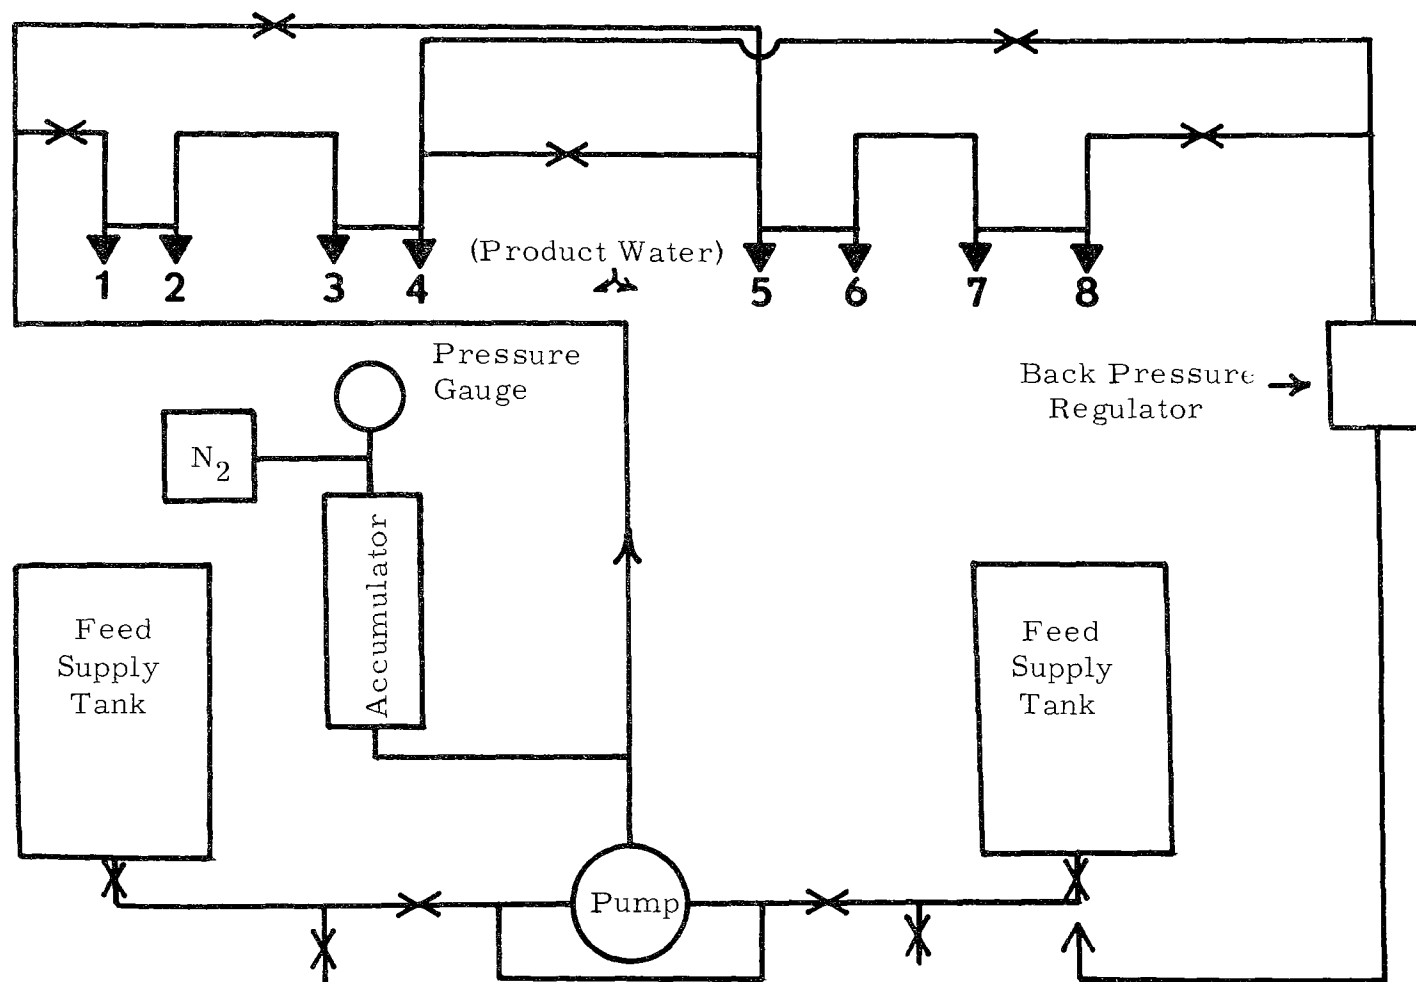 1 2 3 4 (Product Water) 5 6 7 8
Pressure
Gauge
Back Pressure
Regulator
N2
Accumulator
Feed
Supply
Tank
Feed
Supply
Tank
Pump